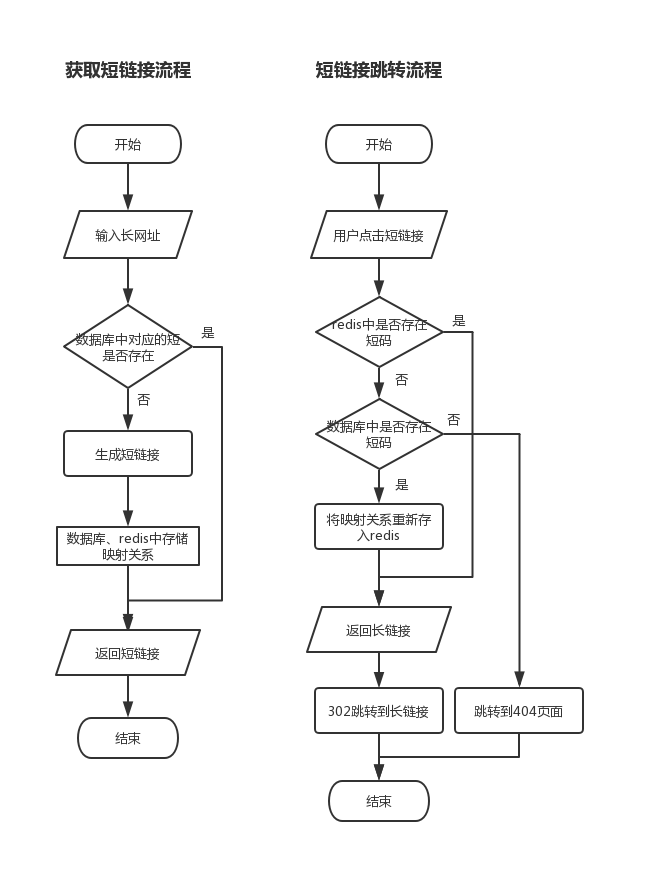 获取短链接流程
开始
输入长网址
数据库中对应的短
是否存在
是
否
生成短链接
数据库、redis中存储
映射关系
返回短链接
结束
短链接跳转流程
开始
用户点击短链接
redis中是否存在
短码
是
否
数据库中是否存在
短码
否
是
将映射关系重新存
入redis
返回长链接
302跳转到长链接
跳转到404页面
结束